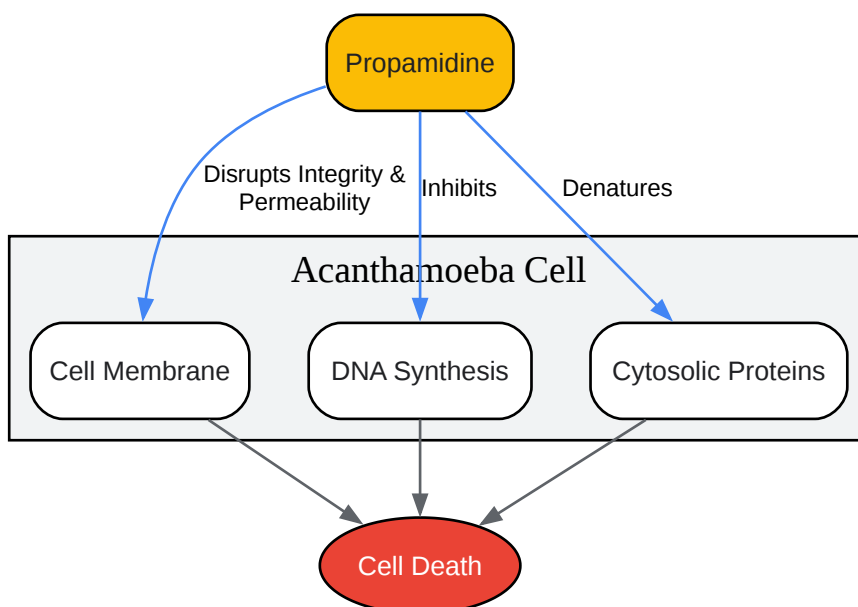 Propamidine
Disrupts Integrity &
Permeability
Inhibits
Denatures
Acanthamoeba Cell
Cell Membrane
DNA Synthesis
Cytosolic Proteins
Cell Death